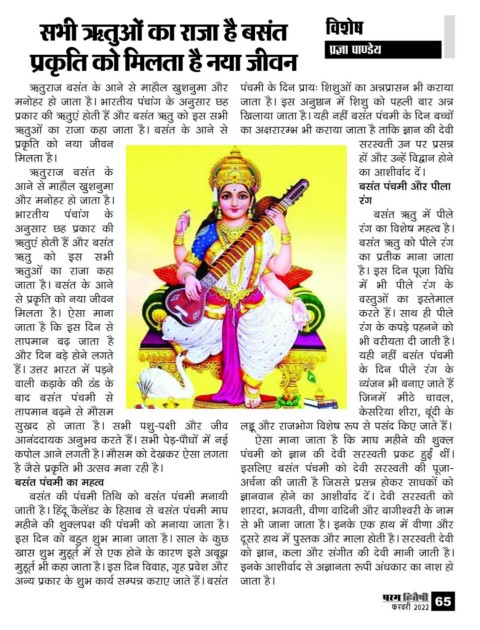 सभी ऋतुओं का राजा है बसंत
प्रकृति को मिलता है नया जीवन
विशेष
प्रज्ञा पाण्डेय
ऋतुराज बसंत के आने से माहौल खुशनुमा और
मनोहर हो जाता है। भारतीय पंचांग के अनुसार छह
प्रकार की ऋतुएं होती हैं और बसंत ऋतु को इस सभी
ऋतुओं का राजा कहा जाता है। बसंत के आने से
प्रकृति को नया जीवन
मिलता है।
ऋतुराज बसंत के
आने से माहौल खुशनुमा
और मनोहर हो जाता है।
भारतीय पंचांग के
अनुसार छह प्रकार की
ऋतुएं होती हैं और बसंत
ऋतु को इस सभी
ऋतुओं का राजा कहा
जाता है। बसंत के आने
से प्रकृति को नया जीवन
मिलता है। ऐसा माना
जाता है कि इस दिन से
तापमान बढ़ जाता है
और दिन बड़े होने लगते
हैं। उत्तर भारत में पड़ने
वाली कड़ाके की ठंड के
बाद बसंत पंचमी से
तापमान बढ़ने से मौसम
सुखद हो जाता है। सभी पशु-पक्षी और जीव
आनंददायक अनुभव करते हैं। सभी पेड़-पौधों में नई
कपोल आने लगती है। मौसम को देखकर ऐसा लगता
है जैसे प्रकृति भी उत्सव मना रही है।
बसंत पंचमी का महत्व
बसंत की पंचमी तिथि को बसंत पंचमी मनायी
जाती है। हिंदू कैलेंडर के हिसाब से बसंत पंचमी माघ
महीने की शुक्लपक्ष की पंचमी को मनाया जाता है।
इस दिन को बहुत शुभ माना जाता है। साल के कुछ
खास शुभ मुहूर्त में से एक होने के कारण इसे अबूझ
मुहूर्त भी कहा जाता है। इस दिन विवाह, गृह प्रवेश और
अन्य प्रकार के शुभ कार्य सम्पन्न कराए जाते हैं। बसंत
पंचमी के दिन प्रायः शिशुओं का अन्नप्रासन भी कराया
जाता है। इस अनुष्ठान में शिशु को पहली बार अन्न
खिलाया जाता है। यही नहीं बसंत पंचमी के दिन बच्चों
का अक्षरारम्भ भी कराया जाता है ताकि ज्ञान की देवी
सरस्वती उन पर प्रसन्न
हों और उन्हें विद्वान होने
का आशीर्वाद दें।
बसंत पंचमी और पीला
रंग
बसंत ऋतु में पीले
रंग का विशेष महत्व है।
बसंत ऋतु को पीले रंग
का प्रतीक माना जाता
है। इस दिन पूजा विधि
में भी पीले रंग के
वस्तुओं का इस्तेमाल
करते हैं। साथ ही पीले
रंग के कपड़े पहनने को
भी वरीयता दी जाती है।
यही नहीं बसंत पंचमी
के दिन पीले रंग के
व्यंजन भी बनाए जाते हैं
जिनमें मीठे चावल,
केसरिया शीरा, बूंदी के
लड्डू और राजभोग विशेष रूप से पसंद किए जाते हैं।
ऐसा माना जाता है कि माघ महीने की शुक्ल
पंचमी को ज्ञान की देवी सरस्वती प्रकट हुई थीं।
इसलिए बसंत पंचमी को देवी सरस्वती की पूजा-
अर्चना की जाती है जिससे प्रसन्न होकर साधकों को
ज्ञानवान होने का आशीर्वाद दें। देवी सरस्वती को
शारदा, भगवती, वीणा वादिनी और बागीश्वरी के नाम
से भी जाना जाता है। इनके एक हाथ में वीणा और
दूसरे हाथ में पुस्तक और माला होती है। सरस्वती देवी
को ज्ञान, कला और संगीत की देवी मानी जाती है।
इनके आशीर्वाद से अज्ञानता रूपी अंधकार का नाश हो
जाता है।
परम हितैषी
फरवरी 2022
65